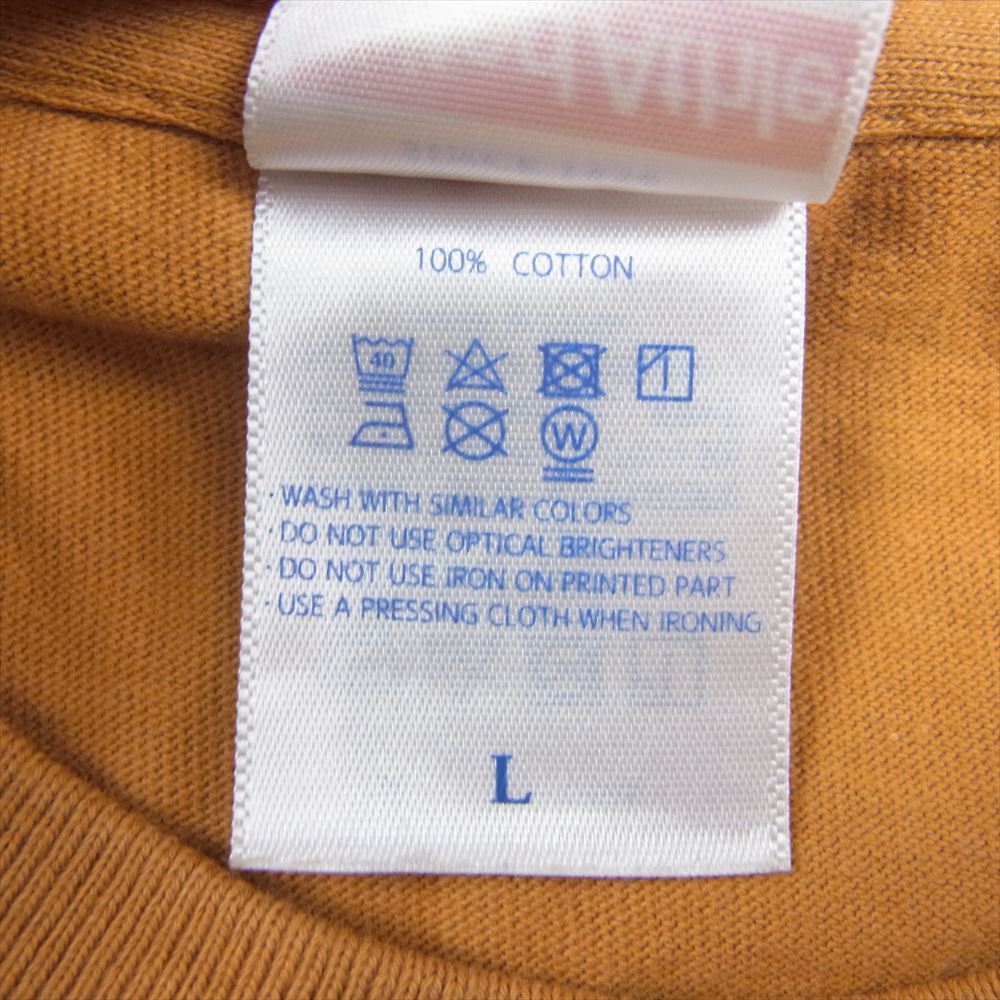 100% COTTON
40
W
· WASH WITH SIMILAR COLORS
· DO NOT USE OPTICAL BRIGHTENERS
· DO NOT USE IRON ON PRINTED PART
· USE A PRESSING CLOTH WHEN IRONING
L